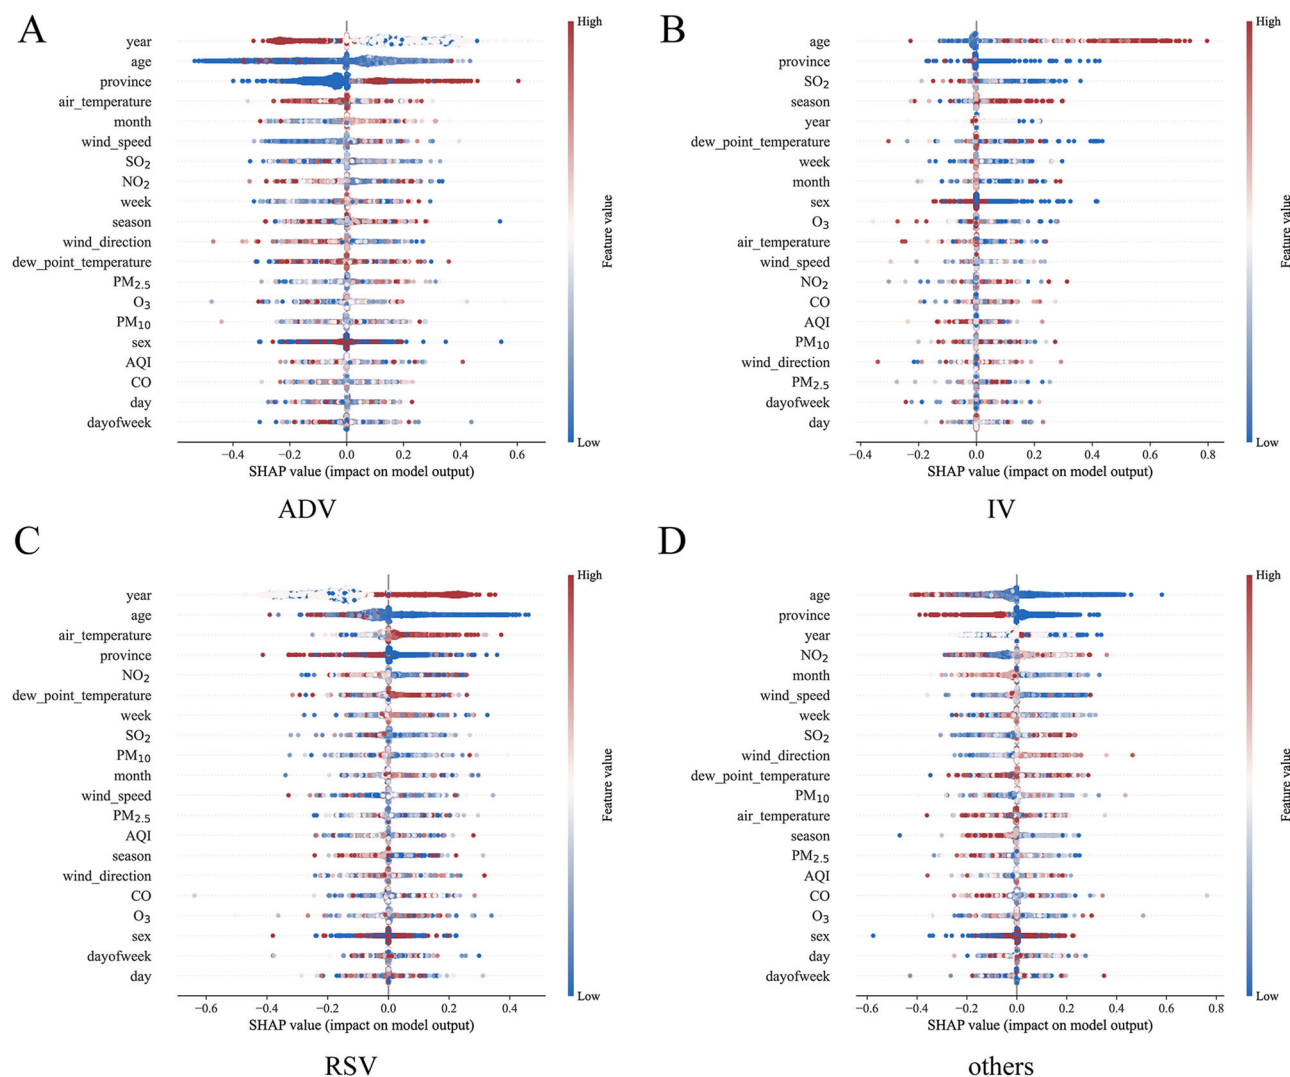 A
year
age
province
air_temperature
month
wind_speed
SO2
NO2
week
season
wind_direction
dew_point_temperature
PM2.5
O3
PM10
sex
AQI
CO
day
dayofweek
−0.4 −0.2 0.0 0.2 0.4 0.6
SHAP value (impact on model output)
High
Feature value
Low
ADV
B
age
province
SO2
season
year
dew_point_temperature
week
month
sex
O3
air_temperature
wind_speed
NO2
CO
AQI
PM10
wind_direction
PM2.5
dayofweek
day
−0.4 −0.2 0.0 0.2 0.4 0.6 0.8
SHAP value (impact on model output)
High
Feature value
Low
IV
C
year
age
air_temperature
province
NO2
dew_point_temperature
week
SO2
PM10
month
wind_speed
PM2.5
AQI
season
wind_direction
CO
O3
sex
dayofweek
day
−0.6 −0.4 −0.2 0.0 0.2 0.4
SHAP value (impact on model output)
High
Feature value
Low
RSV
D
age
province
year
NO2
month
wind_speed
week
SO2
wind_direction
dew_point_temperature
PM10
air_temperature
season
PM2.5
AQI
CO
O3
sex
day
dayofweek
−0.6 −0.4 −0.2 0.0 0.2 0.4 0.6 0.8
SHAP value (impact on model output)
High
Feature value
Low
others